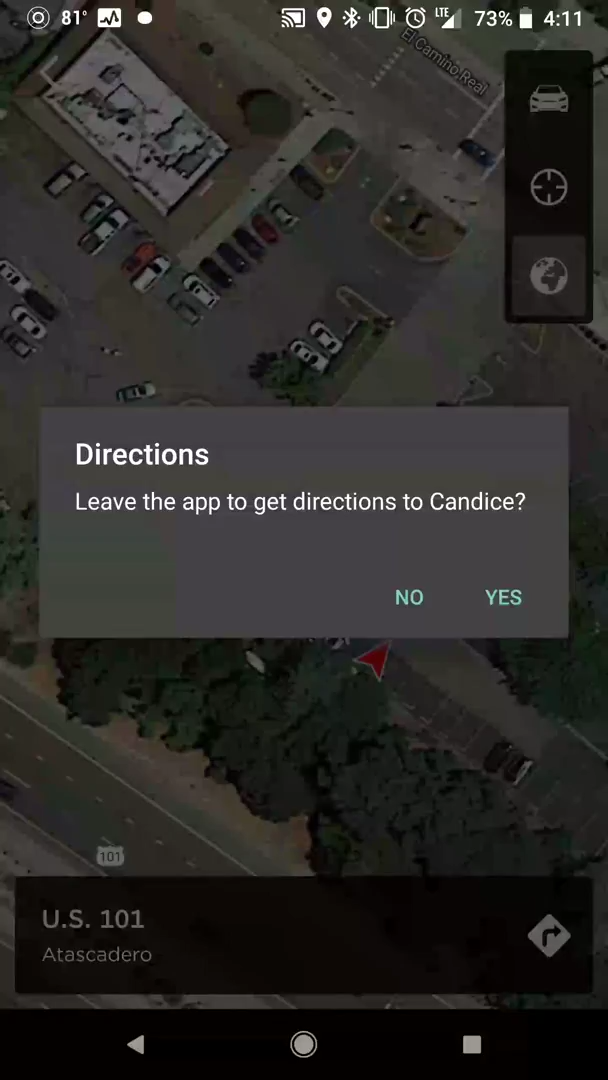 81°
LTE
73%
4:11
El Camino Real
Directions
Leave the app to get directions to Candice?
NO
YES
101
U.S. 101
Atascadero